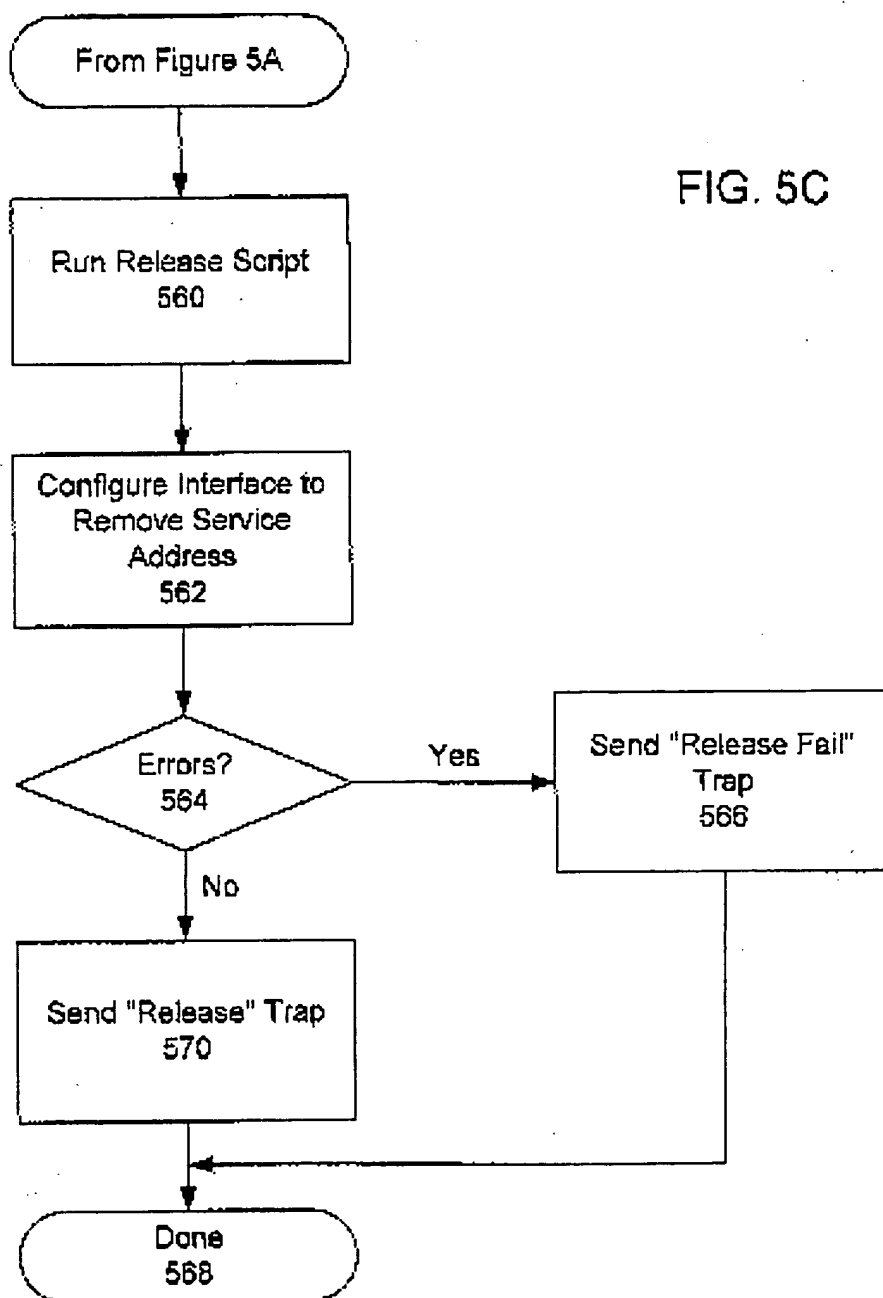 From Figure 5A
FIG. 5C
Run Release Script
560
Configure Interface to
Remove Service
Address
562
Errors?
564
Yes
Send "Release Fail"
Trap
566
No
Send "Release" Trap
570
Done
568